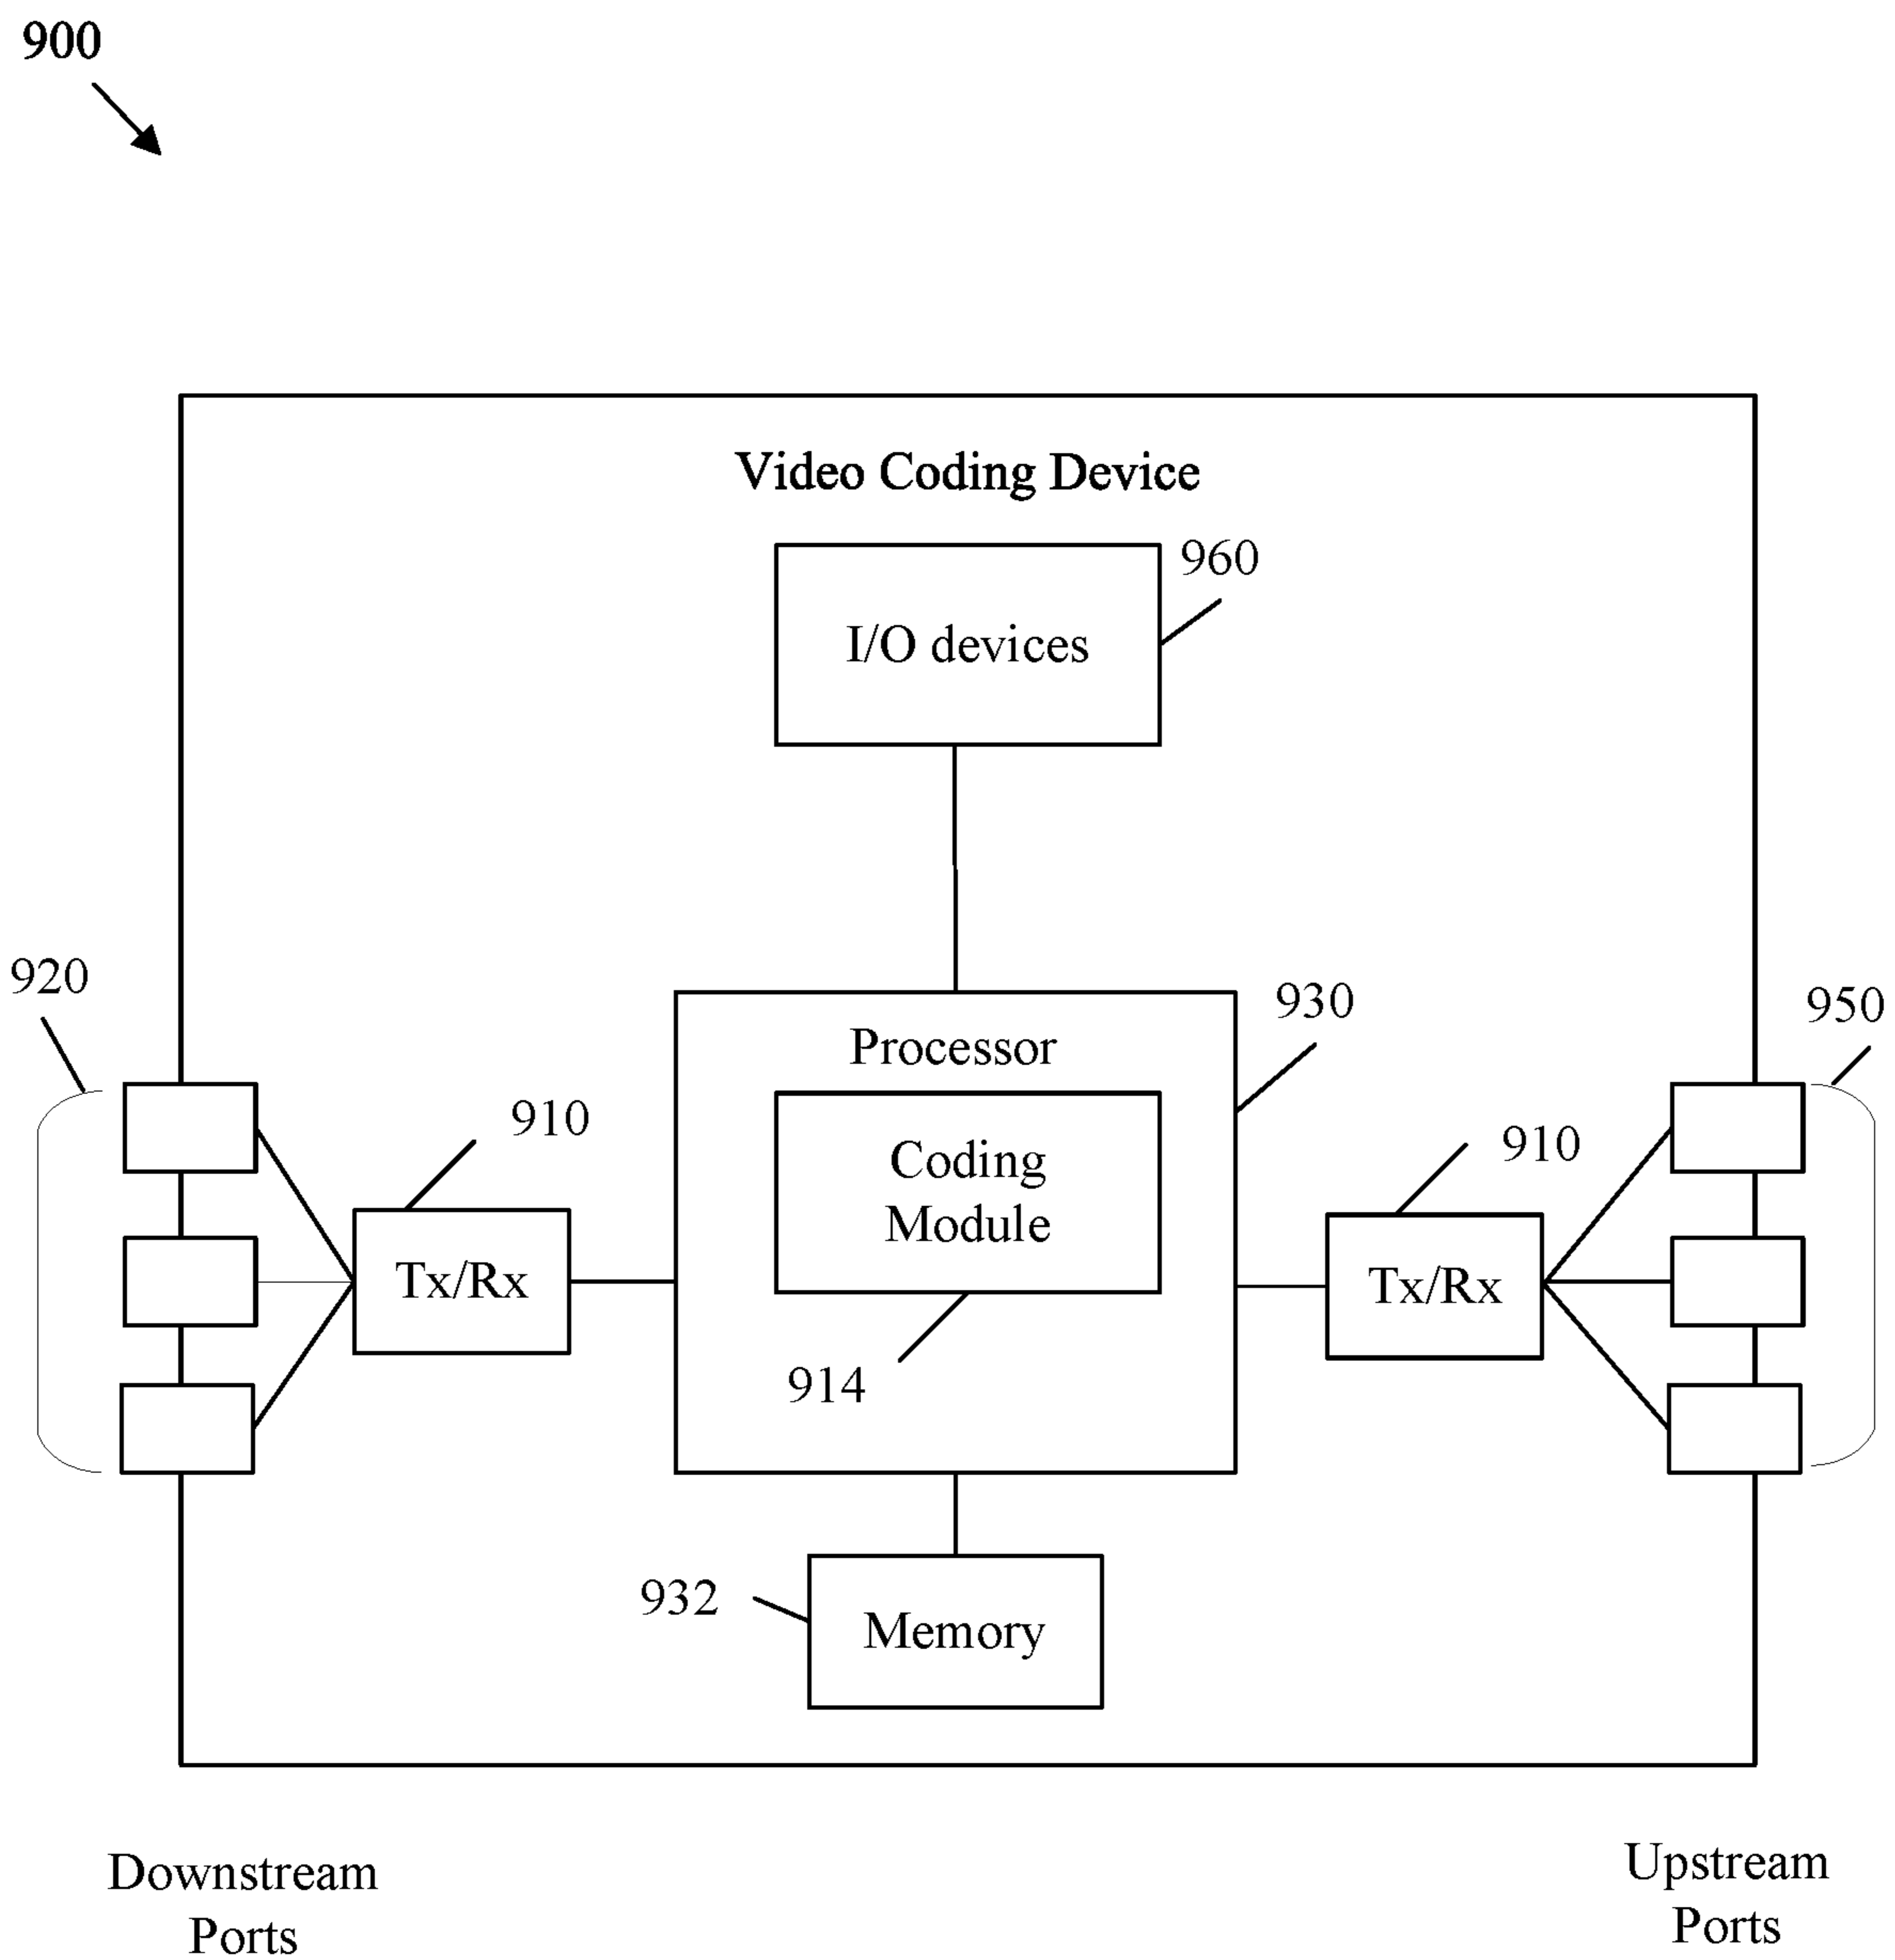 900
Video Coding Device
960
I/O devices
920
930
950
Processor
910
910
Coding
Module
Tx/Rx
Tx/Rx
914
932
Memory
Downstream
Ports
Upstream
Ports